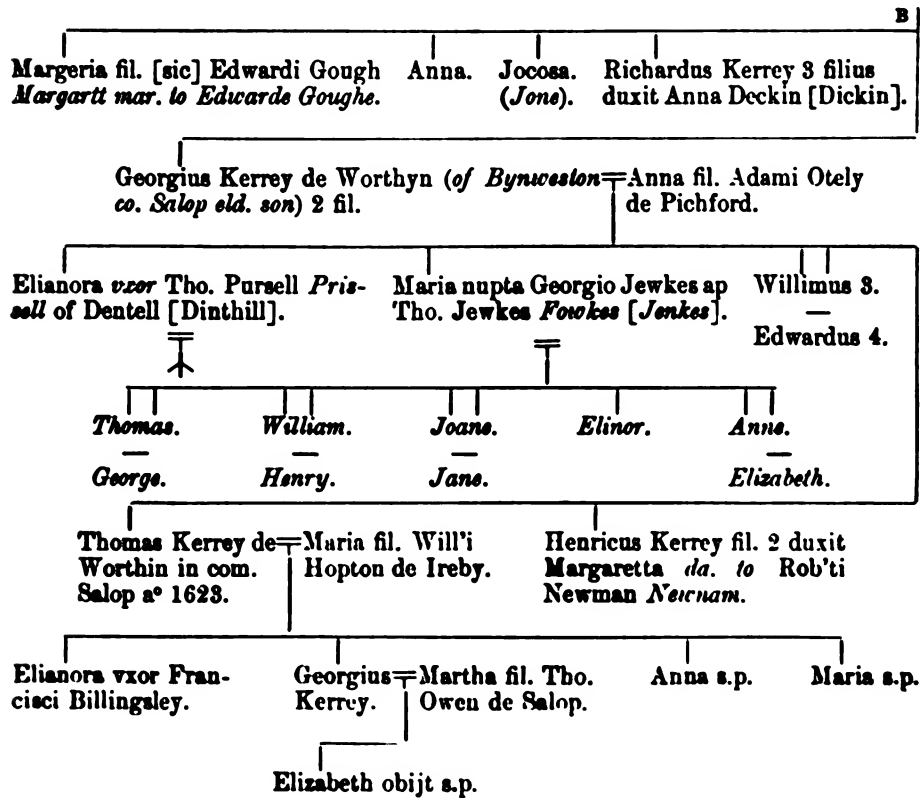 B
Margeria fil. [sic] Edwardi Gough
Margartt mar. to Edwarde Goughe.
Anna.
Jocosa.
(Jone).
Richardus Kerrey 3 filius
duxit Anna Deckin [Dickin].
Georgius Kerrey de Worthyn (of Bynweston
co. Salop eld. son) 2 fil.
Anna fil. Adami Otely
de Pichford.
Elianora vxor Tho. Pursell Pris-
sell of Dentell [Dinthill].
Maria nupta Georgio Jewkes ap
Tho. Jewkes Fowkes [Jenkes].
Willimus 3.
Edwardus 4.
Thomas.
William.
Joane.
Elinor.
Anne.
George.
Henry.
Jane.
Elizabeth.
Thomas Kerrey de
Worthin in com.
Salop aº 1623.
Maria fil. Will'i
Hopton de Ireby.
Henricus Kerrey fil. 2 duxit
Margaretta da. to Rob'ti
Newman Newnam.
Elianora vxor Fran-
cisci Billingsley.
Georgius
Kerrey.
Martha fil. Tho.
Owen de Salop.
Anna s.p.
Maria s.p.
Elizabeth obijt s.p.